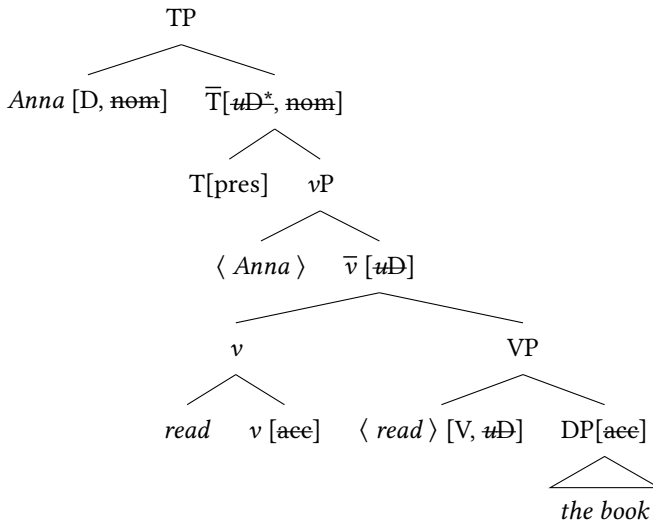 TP
Anna [D, nom] T̅[uD*, nom]
T[pres] vP
⟨ Anna ⟩ v̅ [uD]
v VP
read v [acc] ⟨ read ⟩ [V, uD] DP[acc]
the book